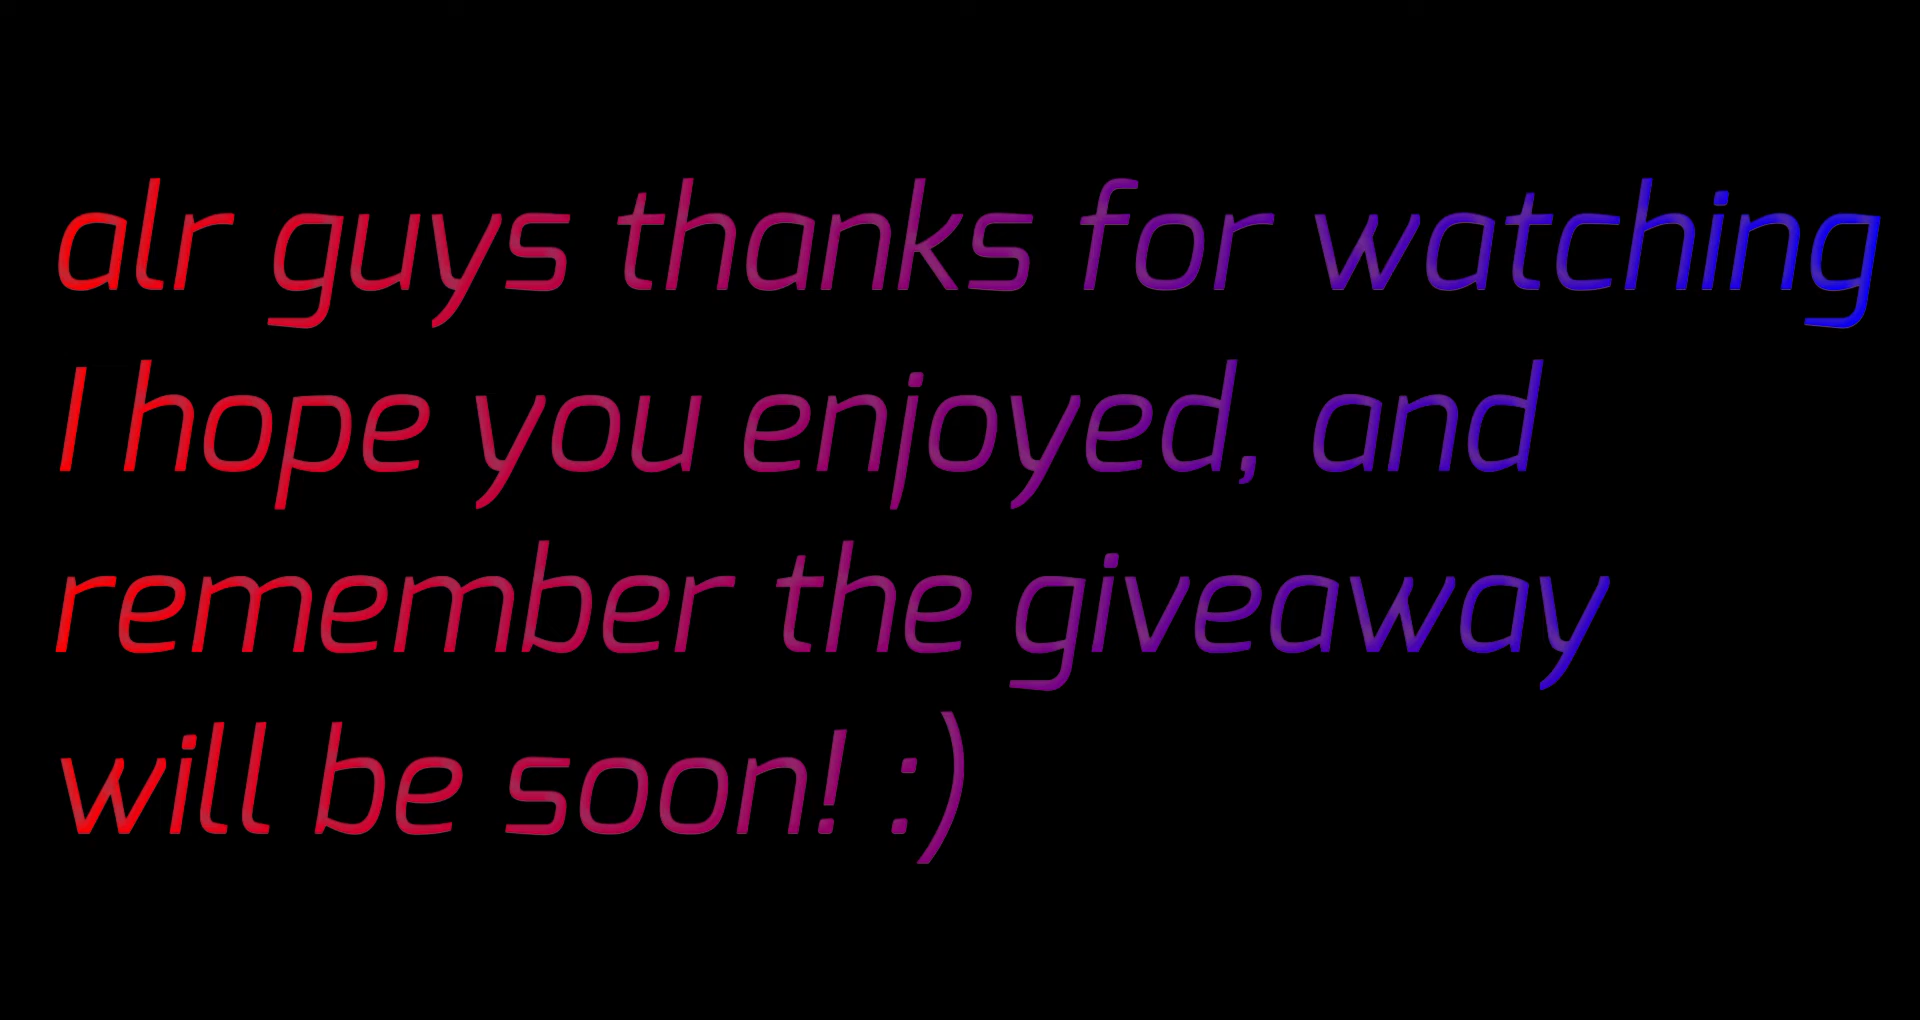 alr guys thanks for watching
I hope you enjoyed, and
remember the giveaway
will be soon! :)